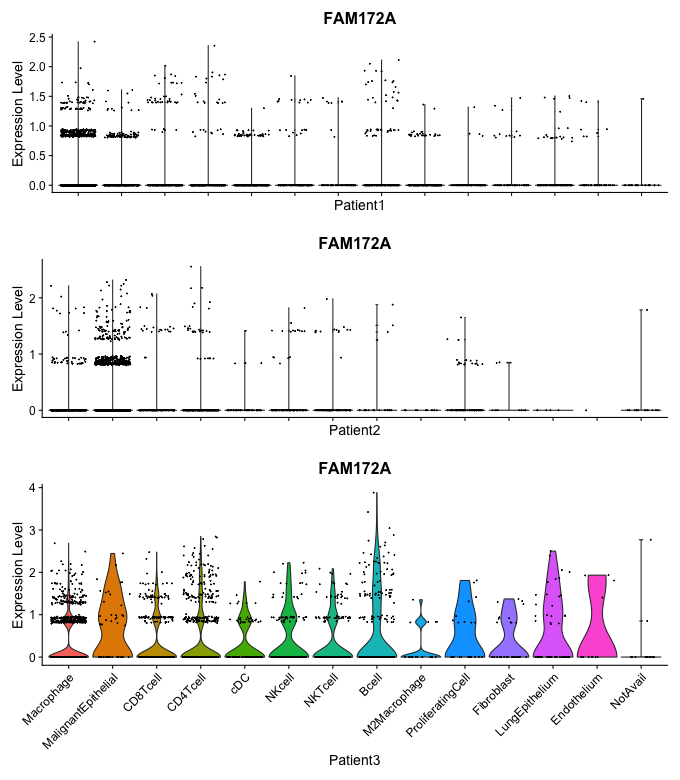 FAM172A
Expression Level
2.5
2.0
1.5
1.0
0.5
0.0
Patient1
FAM172A
Expression Level
2
1
0
Patient2
FAM172A
Expression Level
4
3
2
1
0
Macrophage
MalignantEpithelial
CD8Tcell
CD4Tcell
cDC
NKcell
NKTcell
Bcell
M2Macrophage
ProliferatingCell
Fibroblast
LungEpithelium
Endothelium
NotAvail
Patient3